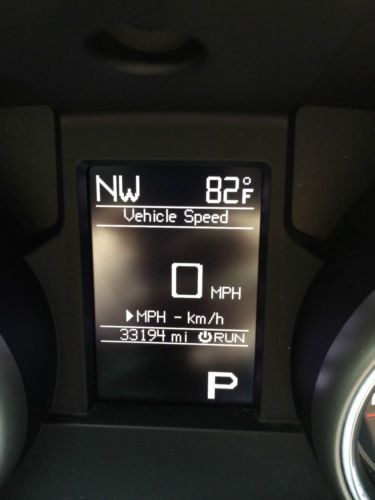 NW 82°F
Vehicle Speed
0 MPH
▶MPH - km/h
33194 mi ⏻RUN
P